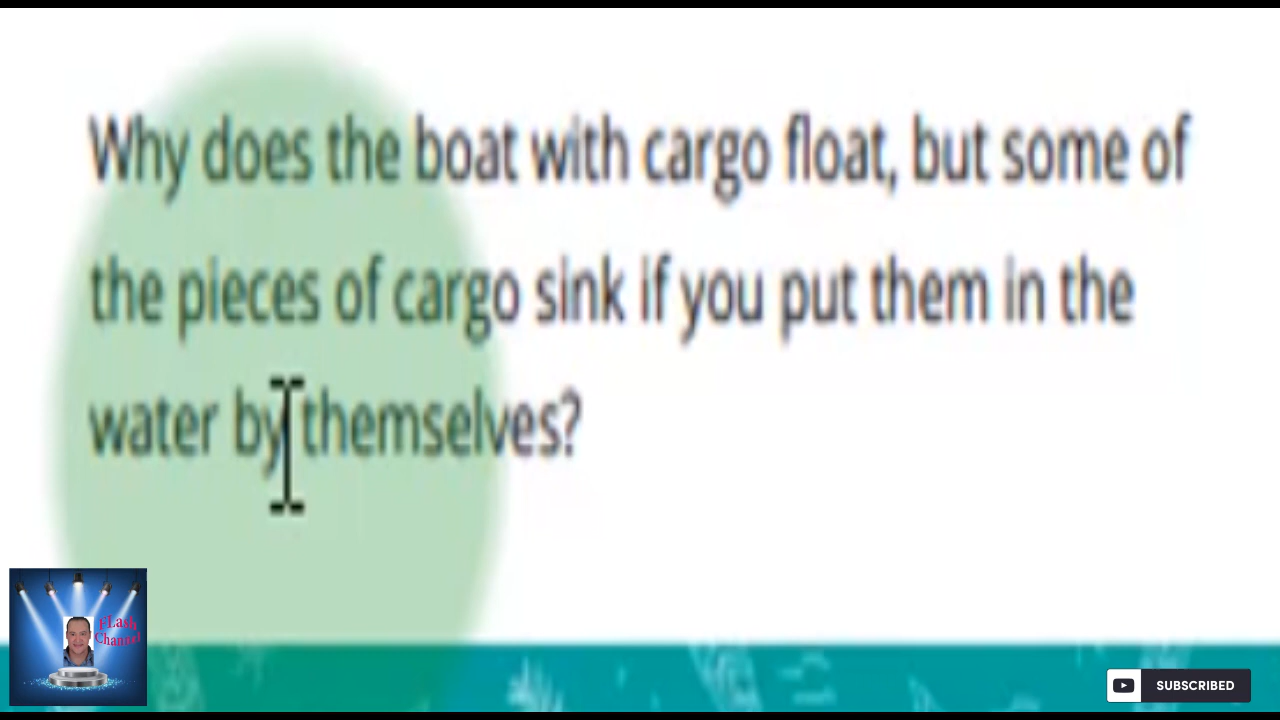 Why does the boat with cargo float, but some of
the pieces of cargo sink if you put them in the
water by themselves?
FLash
Channel
SUBSCRIBED